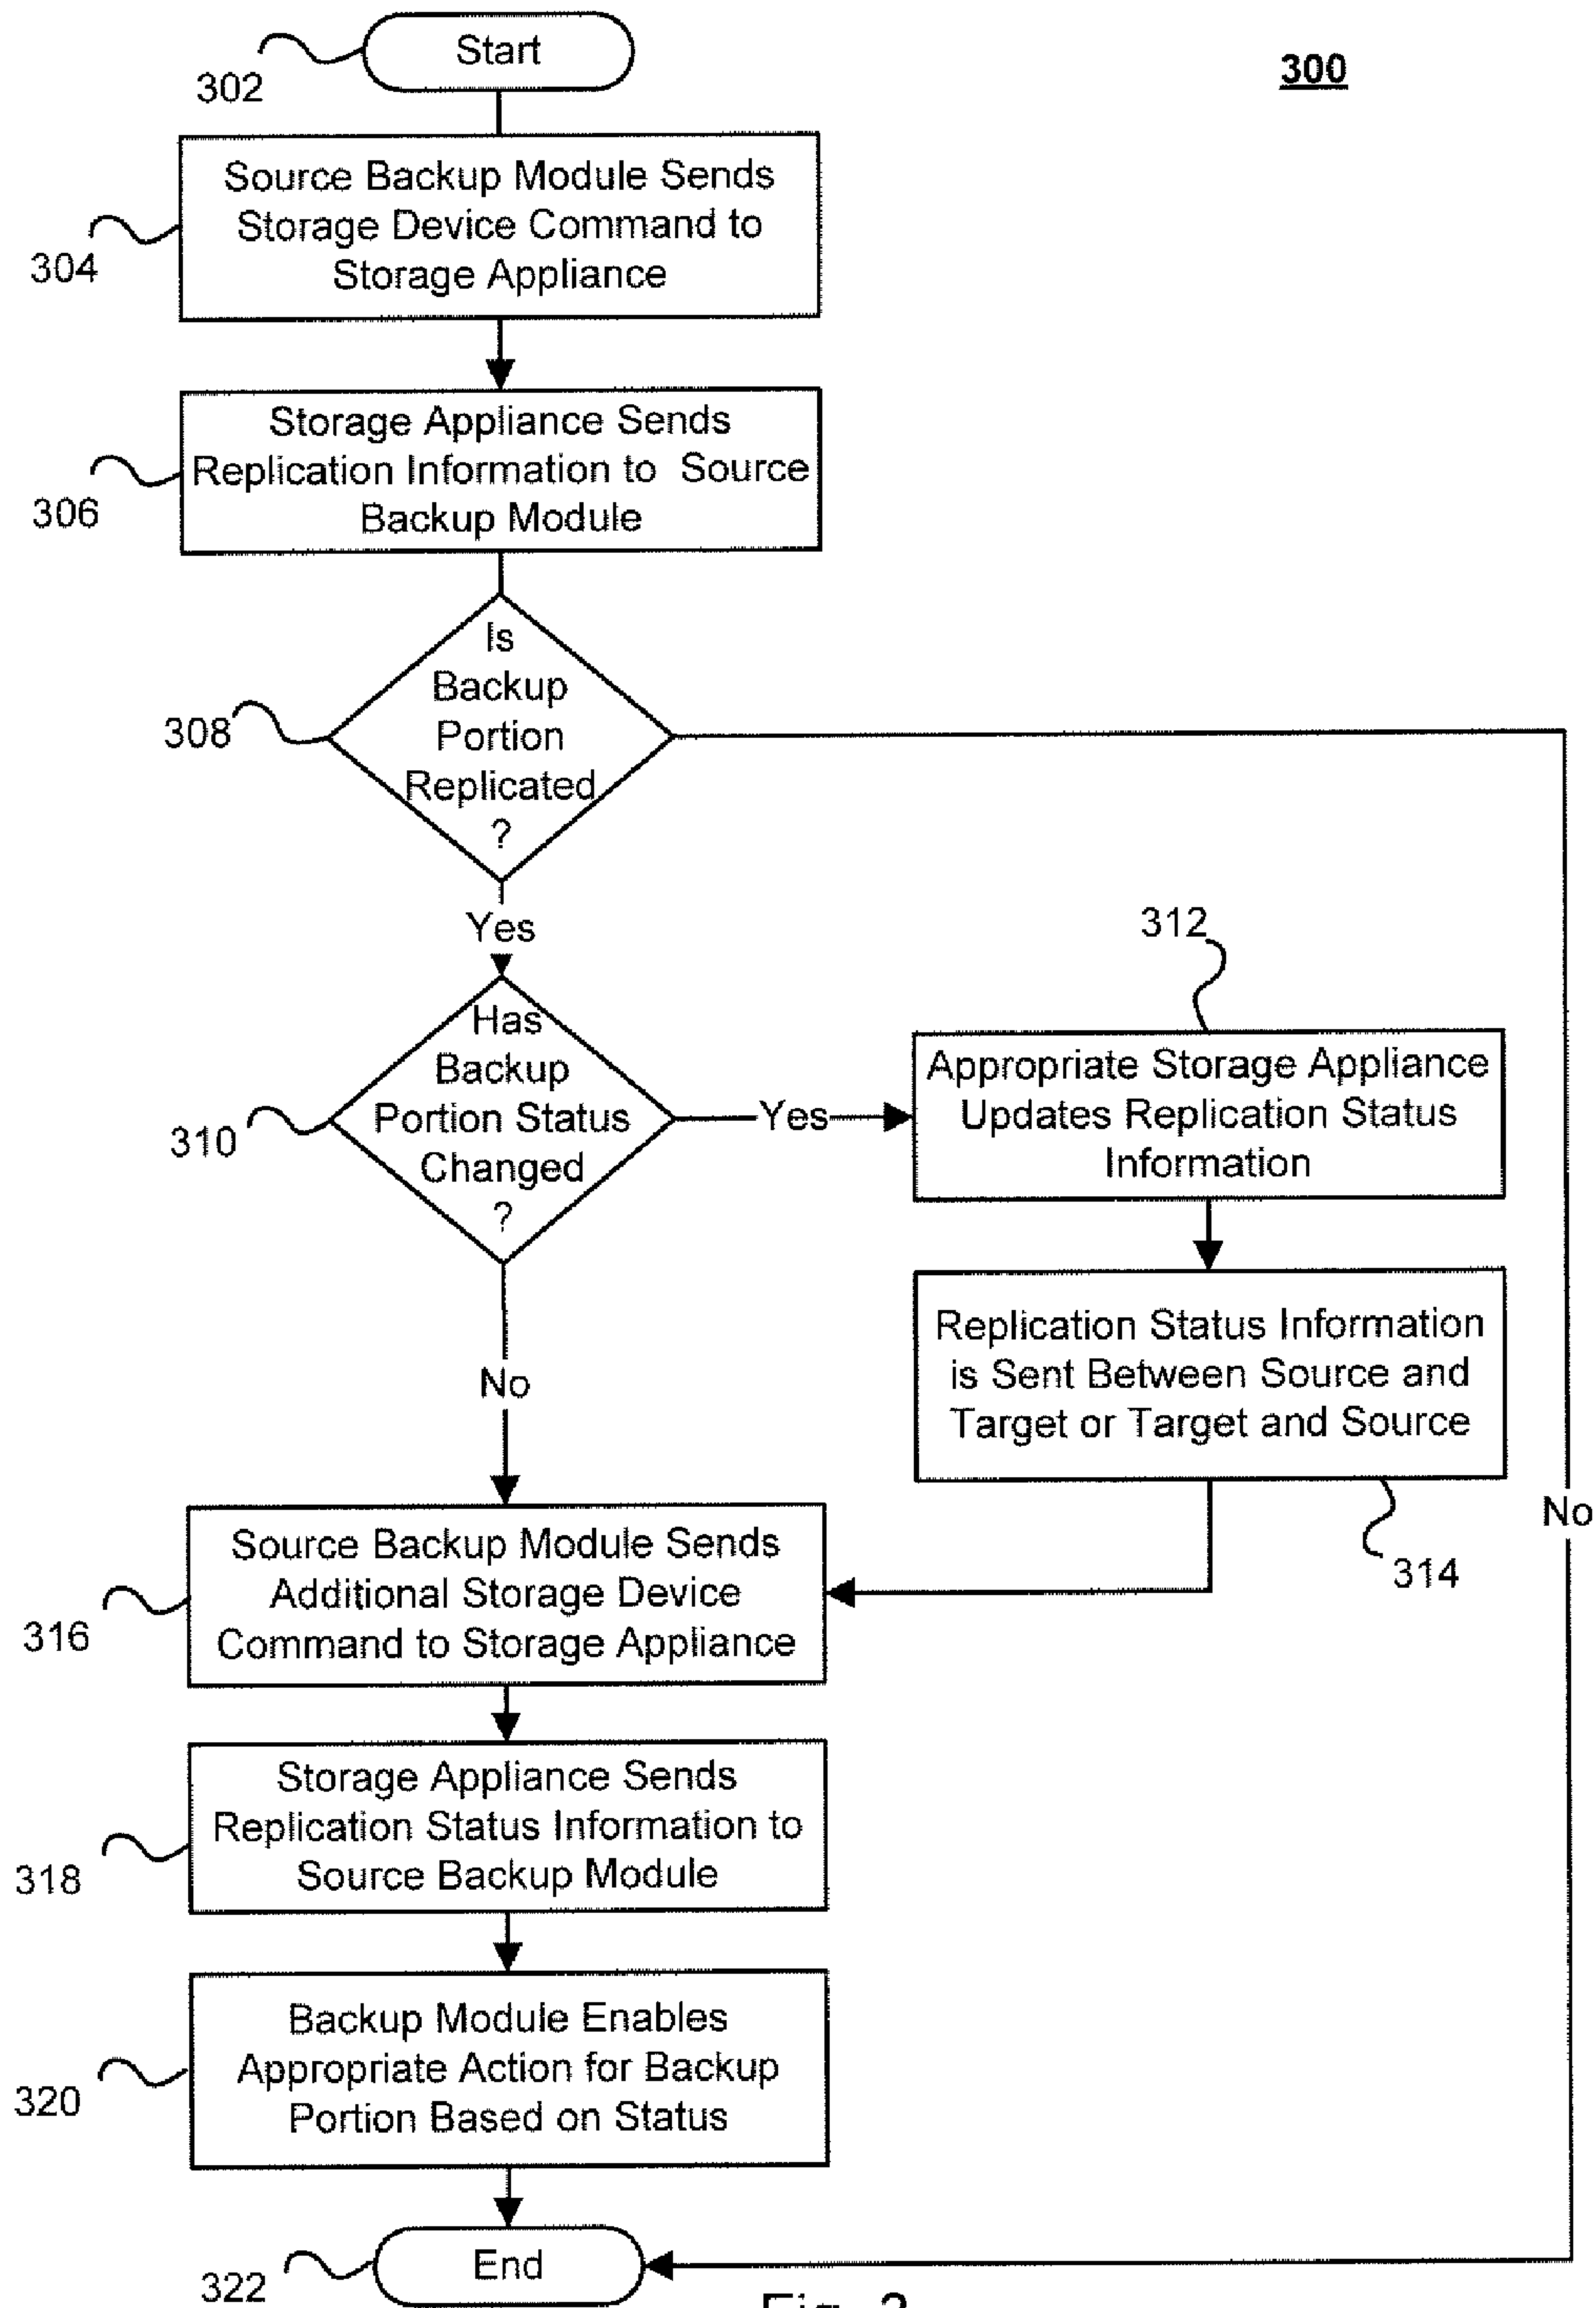 Start
302
300
Source Backup Module Sends
Storage Device Command to
Storage Appliance
304
Storage Appliance Sends
Replication Information to Source
Backup Module
306
Is
Backup
Portion
Replicated
?
308
Yes
312
Has
Backup
Portion Status
Changed
?
310
Yes
Appropriate Storage Appliance
Updates Replication Status
Information
Replication Status Information
is Sent Between Source and
Target or Target and Source
314
No
No
Source Backup Module Sends
Additional Storage Device
Command to Storage Appliance
316
Storage Appliance Sends
Replication Status Information to
Source Backup Module
318
Backup Module Enables
Appropriate Action for Backup
Portion Based on Status
320
End
322